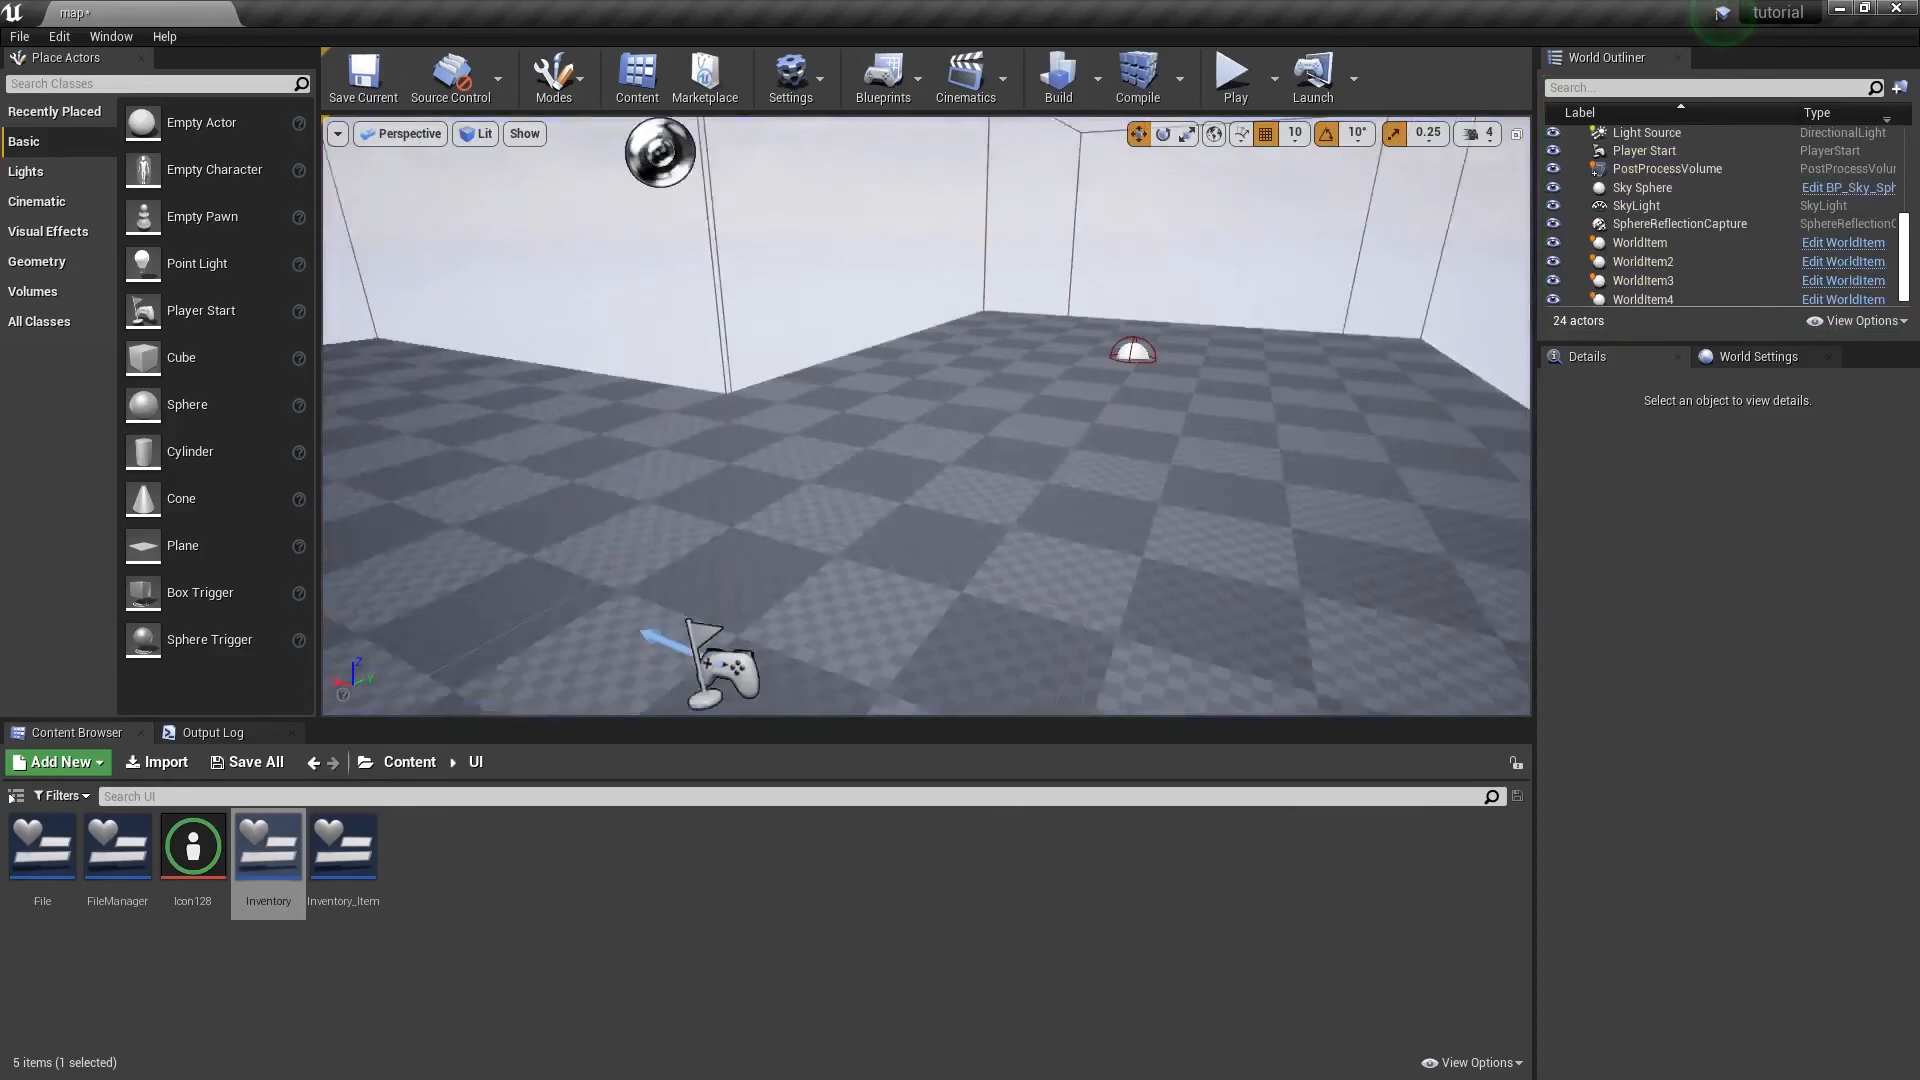 map*
tutorial
File
Edit
Window
Help
Place Actors
Search Classes
Recently Placed
Basic
Lights
Cinematic
Visual Effects
Geometry
Volumes
All Classes
Empty Actor
Empty Character
Empty Pawn
Point Light
Player Start
Cube
Sphere
Cylinder
Cone
Plane
Box Trigger
Sphere Trigger
Save Current
Source Control
Modes
Content
Marketplace
Settings
Blueprints
Cinematics
Build
Compile
Play
Launch
Perspective
Lit
Show
10
10°
0.25
4
Z
X
Y
World Outliner
Search...
Label
Type
Light Source
DirectionalLight
Player Start
PlayerStart
PostProcessVolume
PostProcessVolur
Sky Sphere
Edit BP_Sky_Sph
SkyLight
SkyLight
SphereReflectionCapture
SphereReflectionC
WorldItem
Edit WorldItem
WorldItem2
Edit WorldItem
WorldItem3
Edit WorldItem
WorldItem4
Edit WorldItem
24 actors
View Options
Details
World Settings
Select an object to view details.
Content Browser
Output Log
Add New
Import
Save All
Content
UI
Filters
Search UI
File
FileManager
Icon128
Inventory
Inventory_Item
5 items (1 selected)
View Options